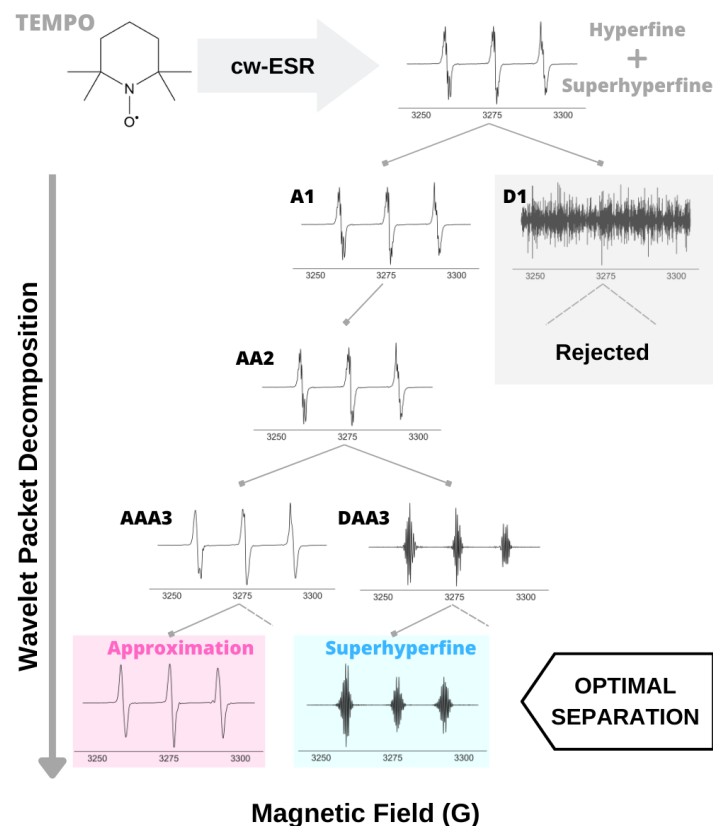 TEMPO
N
O•
cw-ESR
Hyperfine
+
Superhyperfine
3250 3275 3300
A1
3250 3275 3300
D1
3250 3275 3300
Rejected
AA2
3250 3275 3300
AAA3
3250 3275 3300
DAA3
3250 3275 3300
Approximation
3250 3275 3300
Superhyperfine
3250 3275 3300
OPTIMAL
SEPARATION
Wavelet Packet Decomposition
Magnetic Field (G)